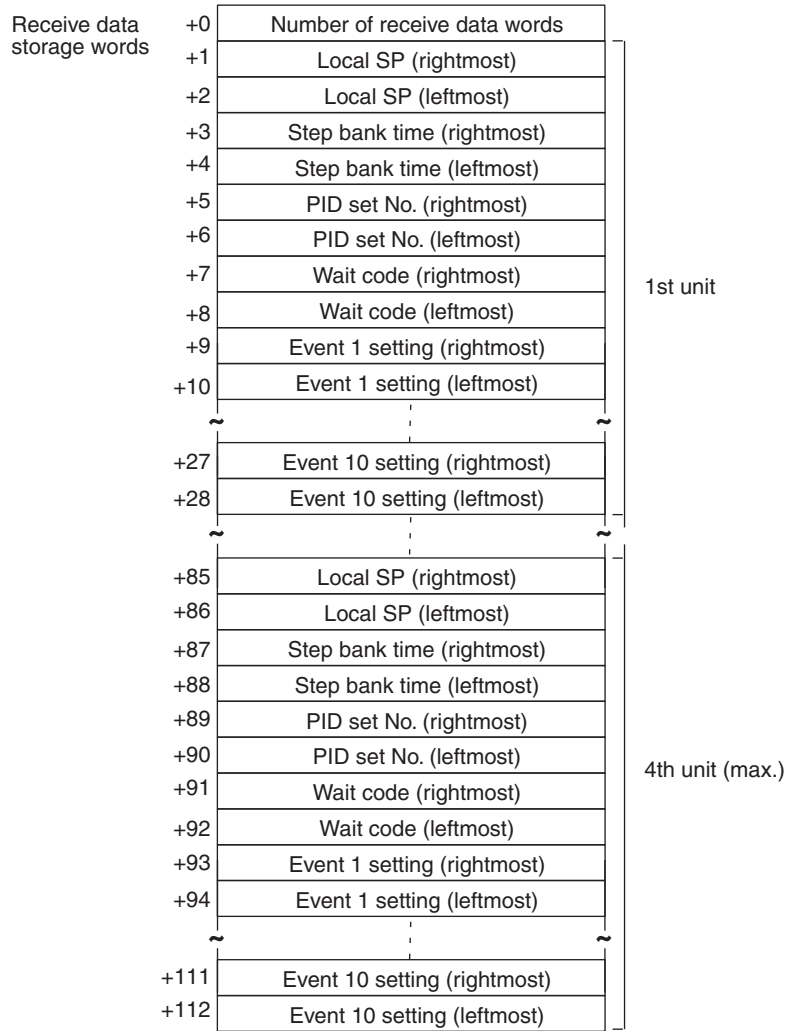 Receive data
storage words
+0 Number of receive data words
+1 Local SP (rightmost)
+2 Local SP (leftmost)
+3 Step bank time (rightmost)
+4 Step bank time (leftmost)
+5 PID set No. (rightmost)
+6 PID set No. (leftmost)
+7 Wait code (rightmost)
+8 Wait code (leftmost)
+9 Event 1 setting (rightmost)
+10 Event 1 setting (leftmost)
1st unit
+27 Event 10 setting (rightmost)
+28 Event 10 setting (leftmost)
+85 Local SP (rightmost)
+86 Local SP (leftmost)
+87 Step bank time (rightmost)
+88 Step bank time (leftmost)
+89 PID set No. (rightmost)
+90 PID set No. (leftmost)
+91 Wait code (rightmost)
+92 Wait code (leftmost)
+93 Event 1 setting (rightmost)
+94 Event 1 setting (leftmost)
4th unit (max.)
+111 Event 10 setting (rightmost)
+112 Event 10 setting (leftmost)